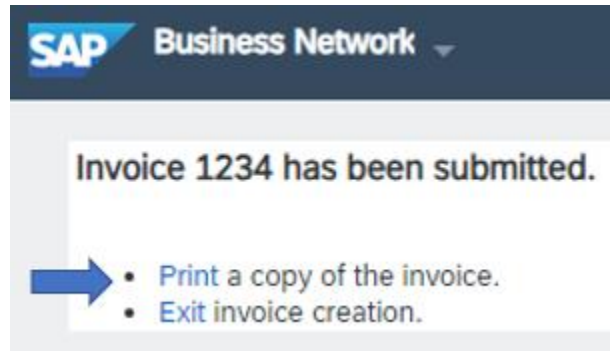 SAP Business Network
Invoice 1234 has been submitted.
• Print a copy of the invoice.
• Exit invoice creation.